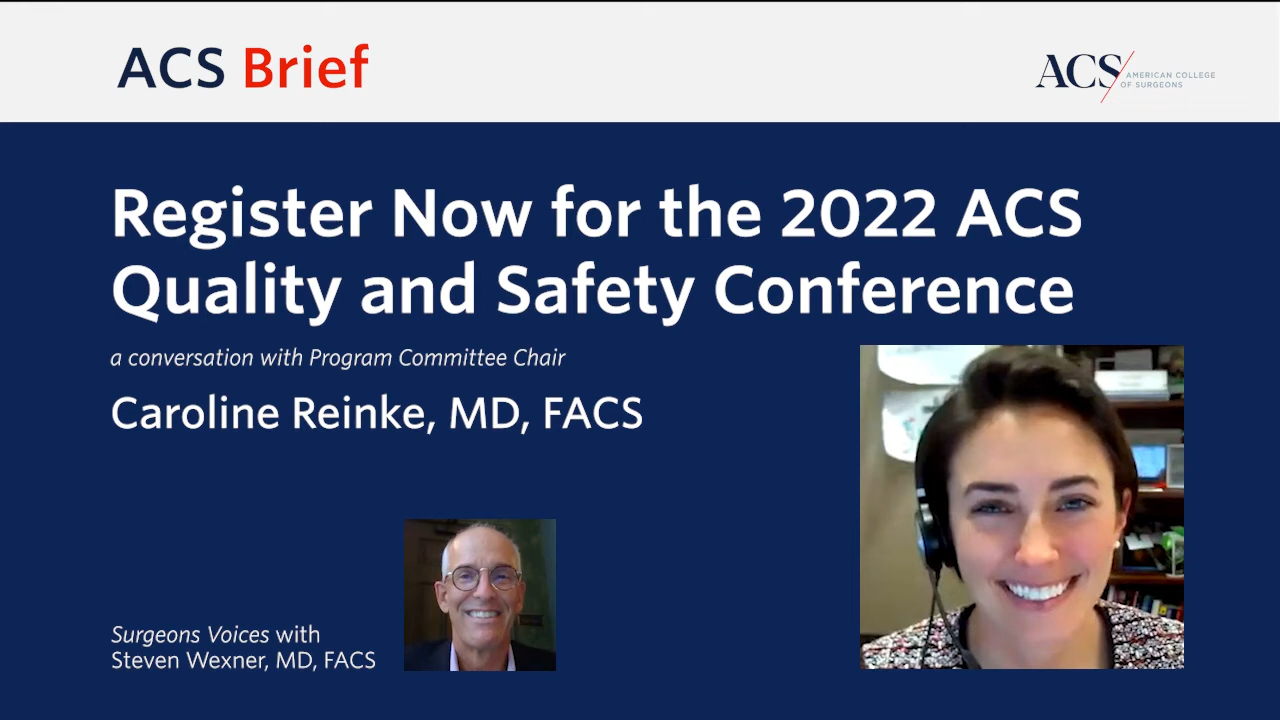 ACS Brief
ACS AMERICAN COLLEGE
OF SURGEONS
Register Now for the 2022 ACS
Quality and Safety Conference
a conversation with Program Committee Chair
Caroline Reinke, MD, FACS
Surgeons Voices with
Steven Wexner, MD, FACS